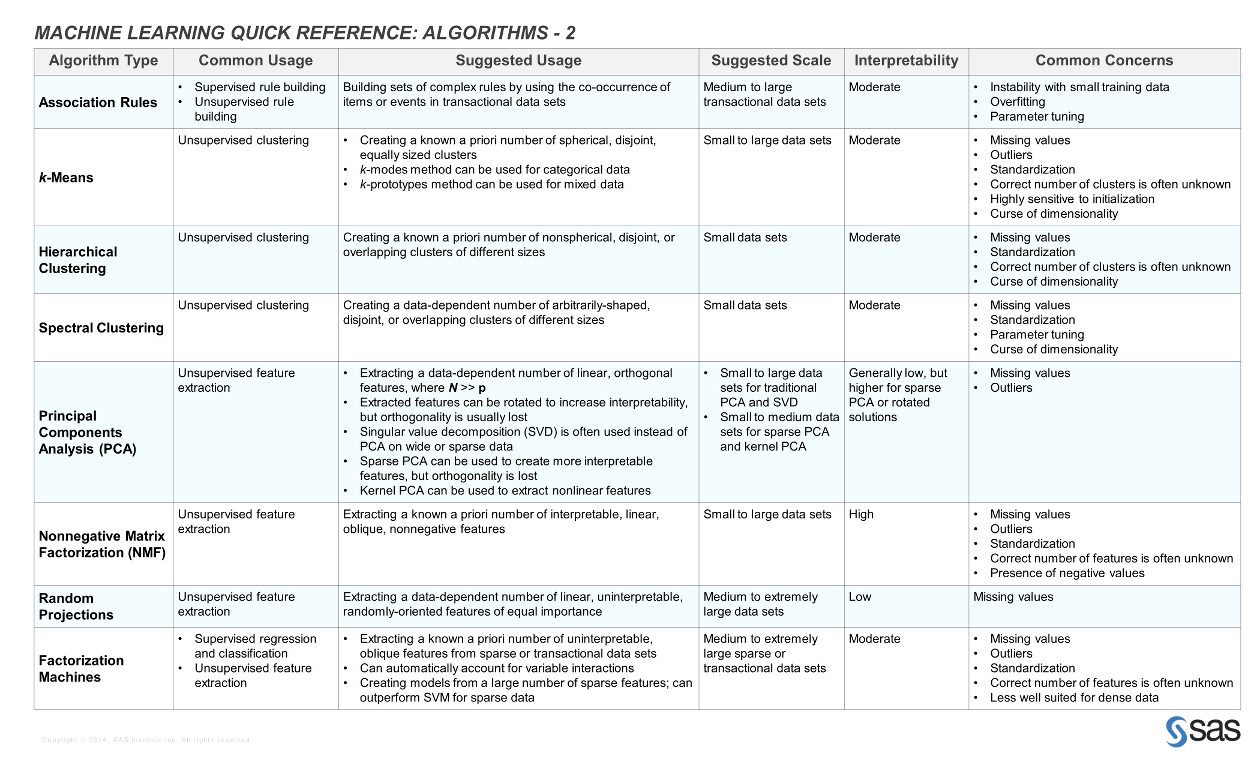 MACHINE LEARNING QUICK REFERENCE: ALGORITHMS - 2
Algorithm Type
Common Usage
Suggested Usage
Suggested Scale
Interpretability
Common Concerns
Association Rules
• Supervised rule building
• Unsupervised rule
building
Building sets of complex rules by using the co-occurrence of
items or events in transactional data sets
Medium to large
transactional data sets
Moderate
• Instability with small training data
• Overfitting
• Parameter tuning
k-Means
Unsupervised clustering
• Creating a known a priori number of spherical, disjoint,
equally sized clusters
• k-modes method can be used for categorical data
• k-prototypes method can be used for mixed data
Small to large data sets
Moderate
• Missing values
• Outliers
• Standardization
• Correct number of clusters is often unknown
• Highly sensitive to initialization
• Curse of dimensionality
Hierarchical
Clustering
Unsupervised clustering
Creating a known a priori number of nonspherical, disjoint, or
overlapping clusters of different sizes
Small data sets
Moderate
• Missing values
• Standardization
• Correct number of clusters is often unknown
• Curse of dimensionality
Spectral Clustering
Unsupervised clustering
Creating a data-dependent number of arbitrarily-shaped,
disjoint, or overlapping clusters of different sizes
Small data sets
Moderate
• Missing values
• Standardization
• Parameter tuning
• Curse of dimensionality
Principal
Components
Analysis (PCA)
Unsupervised feature
extraction
• Extracting a data-dependent number of linear, orthogonal
features, where N >> p
• Extracted features can be rotated to increase interpretability,
but orthogonality is usually lost
• Singular value decomposition (SVD) is often used instead of
PCA on wide or sparse data
• Sparse PCA can be used to create more interpretable
features, but orthogonality is lost
• Kernel PCA can be used to extract nonlinear features
• Small to large data
sets for traditional
PCA and SVD
• Small to medium data
sets for sparse PCA
and kernel PCA
Generally low, but
higher for sparse
PCA or rotated
solutions
• Missing values
• Outliers
Nonnegative Matrix
Factorization (NMF)
Unsupervised feature
extraction
Extracting a known a priori number of interpretable, linear,
oblique, nonnegative features
Small to large data sets
High
• Missing values
• Outliers
• Standardization
• Correct number of features is often unknown
• Presence of negative values
Random
Projections
Unsupervised feature
extraction
Extracting a data-dependent number of linear, uninterpretable,
randomly-oriented features of equal importance
Medium to extremely
large data sets
Low
Missing values
Factorization
Machines
• Supervised regression
and classification
• Unsupervised feature
extraction
• Extracting a known a priori number of uninterpretable,
oblique features from sparse or transactional data sets
• Can automatically account for variable interactions
• Creating models from a large number of sparse features; can
outperform SVM for sparse data
Medium to extremely
large sparse or
transactional data sets
Moderate
• Missing values
• Outliers
• Standardization
• Correct number of features is often unknown
• Less well suited for dense data
Copyright © 2014, SAS Institute Inc. All rights reserved.
sas